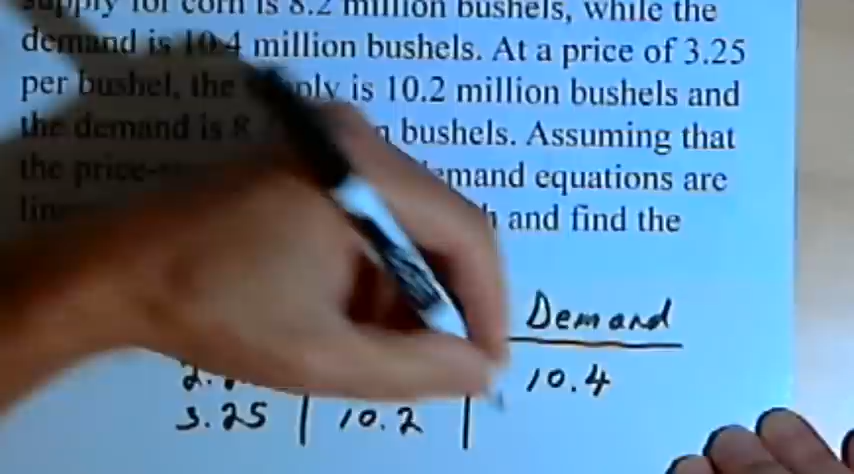 supply for corn is 8.2 million bushels, while the
demand is 10.4 million bushels. At a price of 3.25
per bushel, the supply is 10.2 million bushels and
the demand is 8. bushels. Assuming that
the demand equations are
and find the
Demand
10.4
3.25 10.2